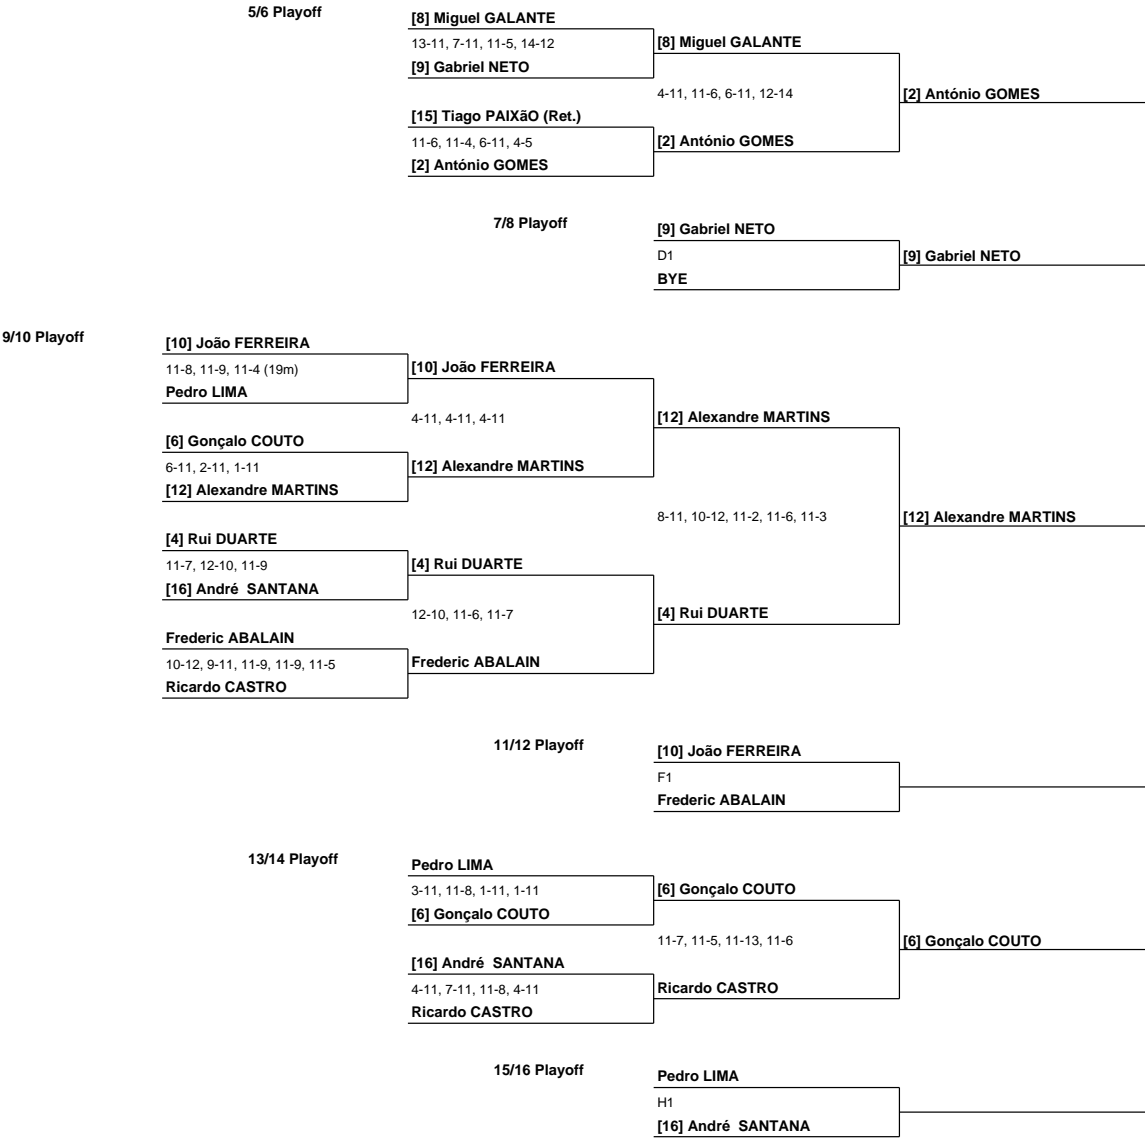 5/6 Playoff
[8] Miguel GALANTE
13-11, 7-11, 11-5, 14-12
[8] Miguel GALANTE
[9] Gabriel NETO
4-11, 11-6, 6-11, 12-14
[2] António GOMES
[15] Tiago PAIXãO (Ret.)
11-6, 11-4, 6-11, 4-5
[2] António GOMES
[2] António GOMES
7/8 Playoff
[9] Gabriel NETO
D1
[9] Gabriel NETO
BYE
9/10 Playoff
[10] João FERREIRA
11-8, 11-9, 11-4 (19m)
[10] João FERREIRA
Pedro LIMA
4-11, 4-11, 4-11
[12] Alexandre MARTINS
[6] Gonçalo COUTO
6-11, 2-11, 1-11
[12] Alexandre MARTINS
[12] Alexandre MARTINS
8-11, 10-12, 11-2, 11-6, 11-3
[12] Alexandre MARTINS
[4] Rui DUARTE
11-7, 12-10, 11-9
[4] Rui DUARTE
[16] André  SANTANA
12-10, 11-6, 11-7
[4] Rui DUARTE
Frederic ABALAIN
10-12, 9-11, 11-9, 11-9, 11-5
Frederic ABALAIN
Ricardo CASTRO
11/12 Playoff
[10] João FERREIRA
F1
Frederic ABALAIN
13/14 Playoff
Pedro LIMA
3-11, 11-8, 1-11, 1-11
[6] Gonçalo COUTO
[6] Gonçalo COUTO
11-7, 11-5, 11-13, 11-6
[6] Gonçalo COUTO
[16] André  SANTANA
4-11, 7-11, 11-8, 4-11
Ricardo CASTRO
Ricardo CASTRO
15/16 Playoff
Pedro LIMA
H1
[16] André  SANTANA